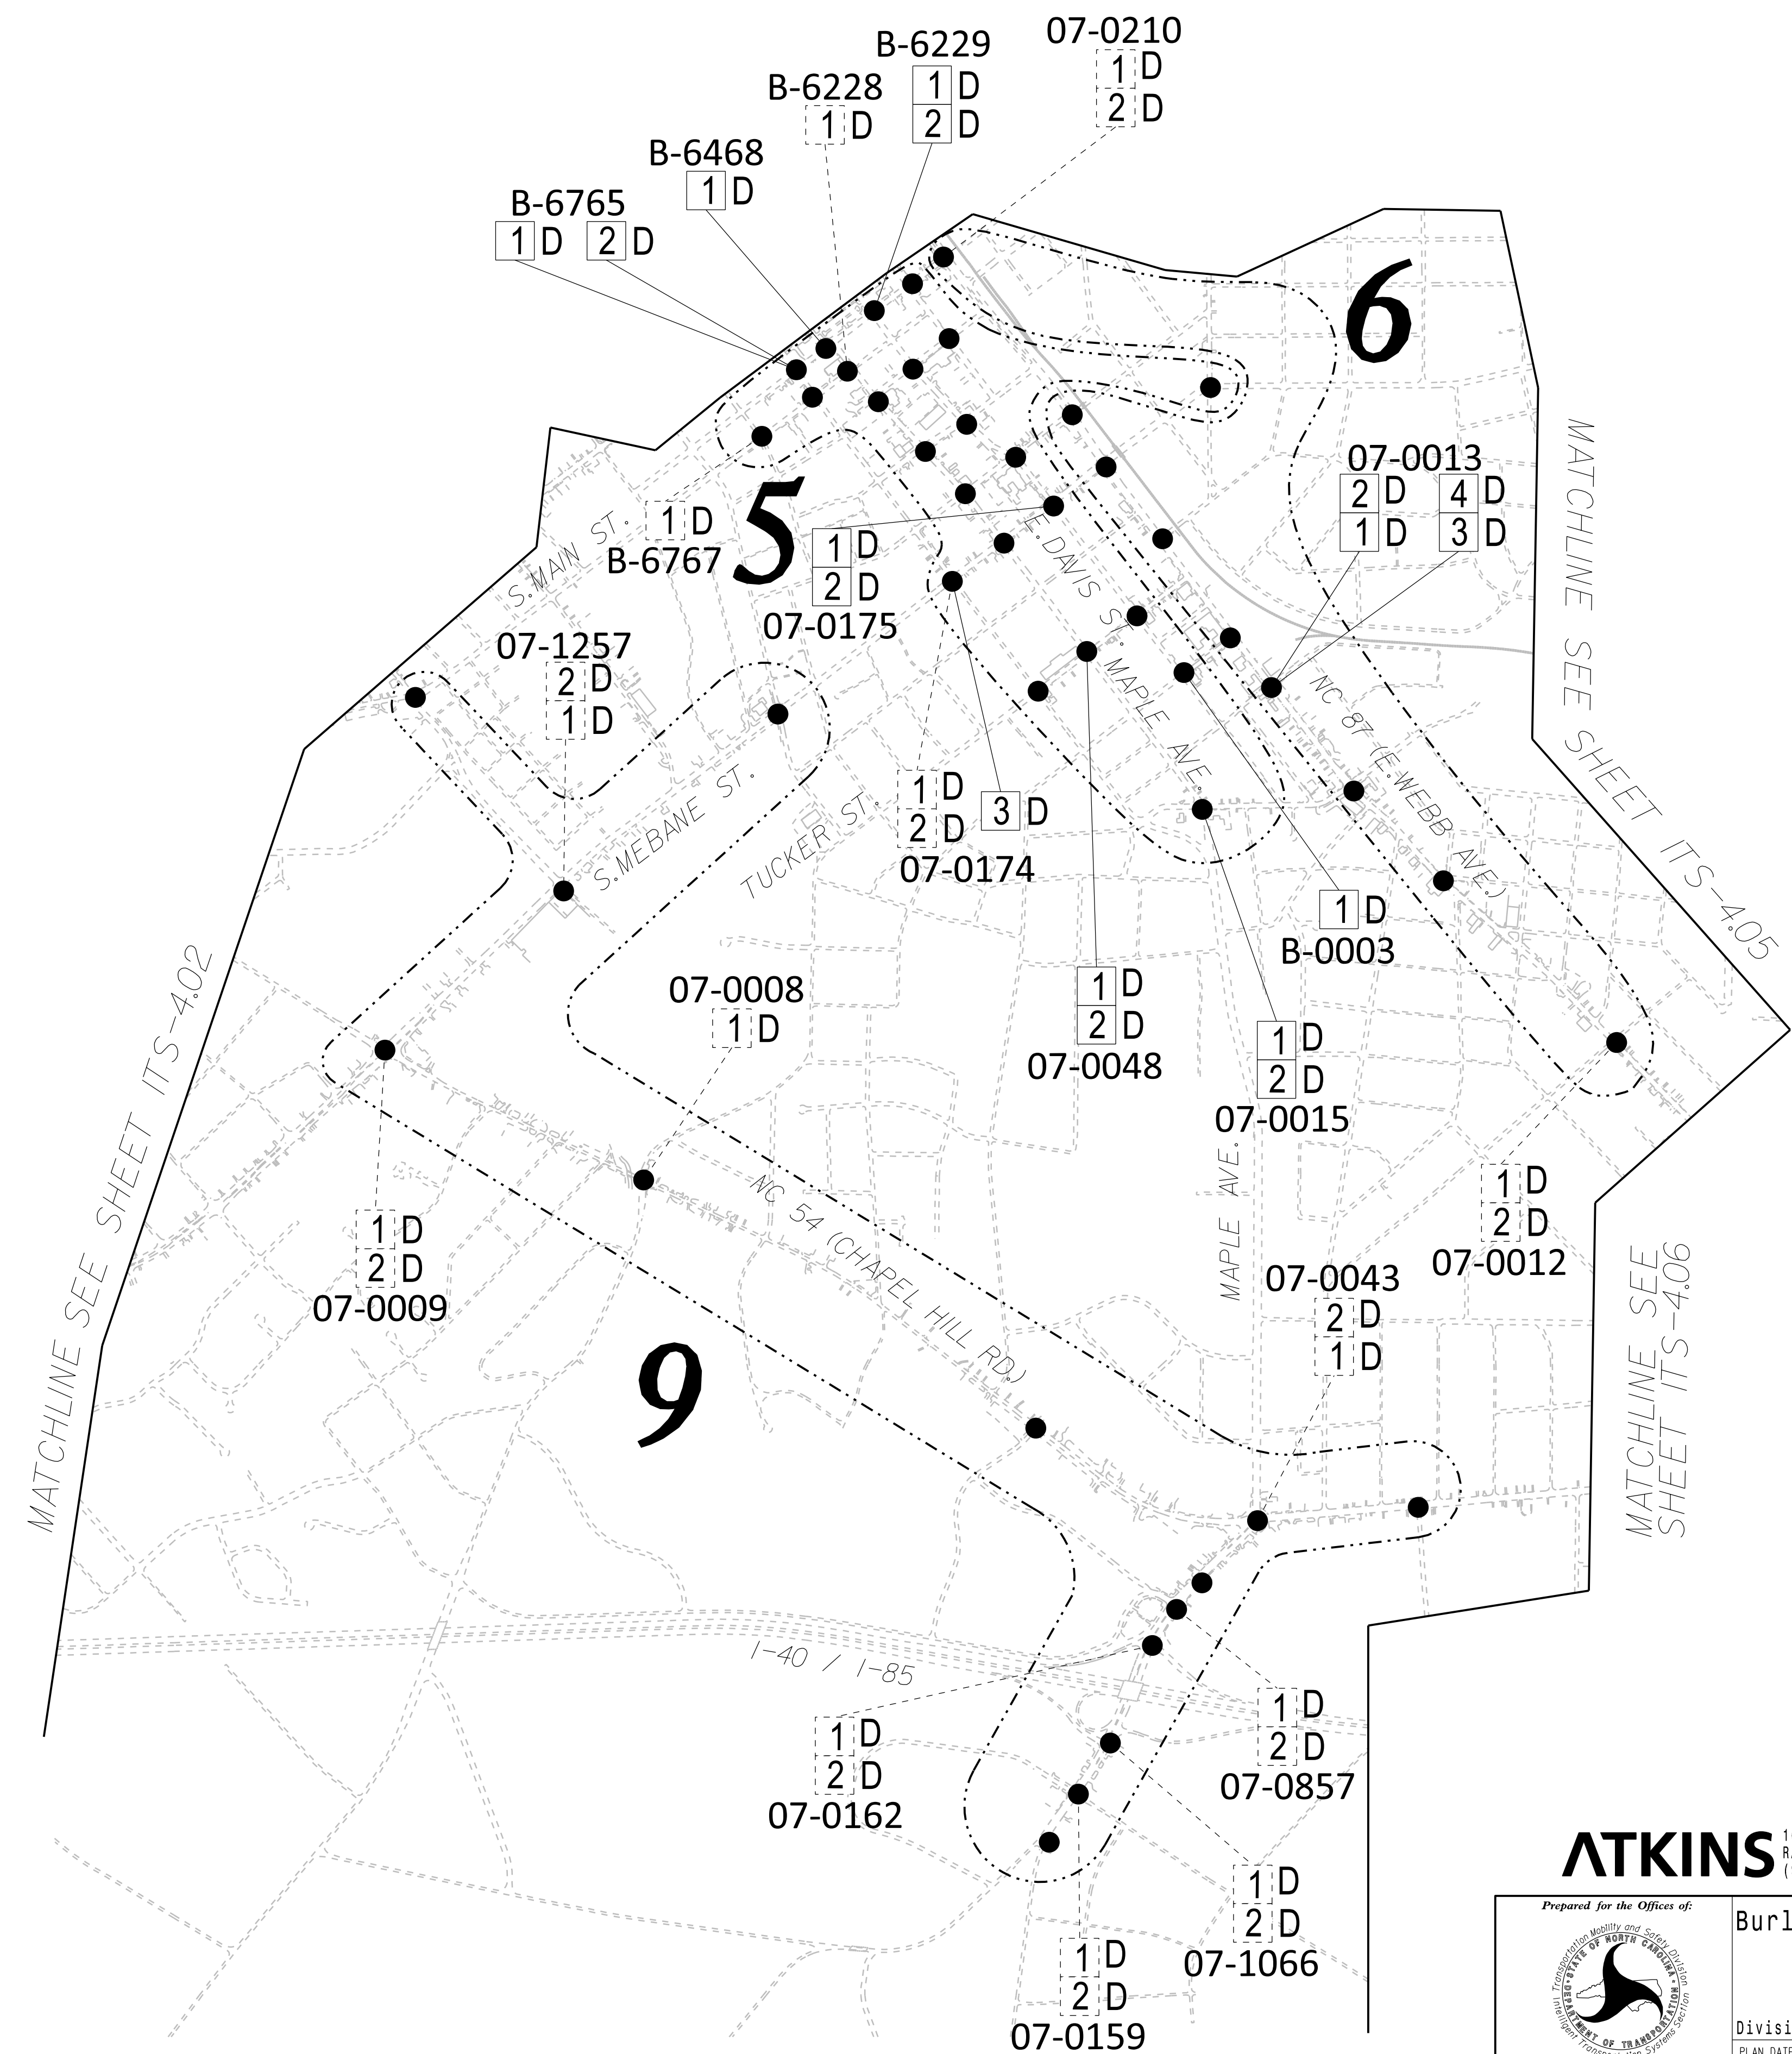 07-0210
1 D
2 D
B-6229
1 D
2 D
B-6228
1 D
B-6468
1 D
B-6765
1 D 2 D
6
07-0013
2 D 4 D
1 D 3 D
MATCHLINE SEE SHEET ITS-4.05
5
1 D
B-6767
S.MAIN ST.
1 D
2 D
07-0175
E.DAVIS ST.
07-1257
2 D
1 D
MAPLE AVE.
NC 87 (E.WEBB AVE.)
S.MEBANE ST.
TUCKER ST.
1 D
2 D
07-0174
3 D
1 D
B-0003
MATCHLINE SEE SHEET ITS-4.02
07-0008
1 D
1 D
2 D
07-0048
1 D
2 D
07-0015
MAPLE AVE.
1 D
2 D
07-0012
1 D
2 D
07-0009
NC 54 (CHAPEL HILL RD.)
07-0043
2 D
1 D
MATCHLINE SEE
SHEET ITS-4.06
9
I-40 / I-85
1 D
2 D
07-0162
1 D
2 D
07-0857
1 D
2 D
07-1066
1 D
2 D
07-0159
ATKINS
Prepared for the Offices of:
Transportation Mobility and Safety Division
STATE OF NORTH CAROLINA
DEPARTMENT OF TRANSPORTATION
Intelligent Transportation Systems Section
Burl
Divisi
PLAN DATE